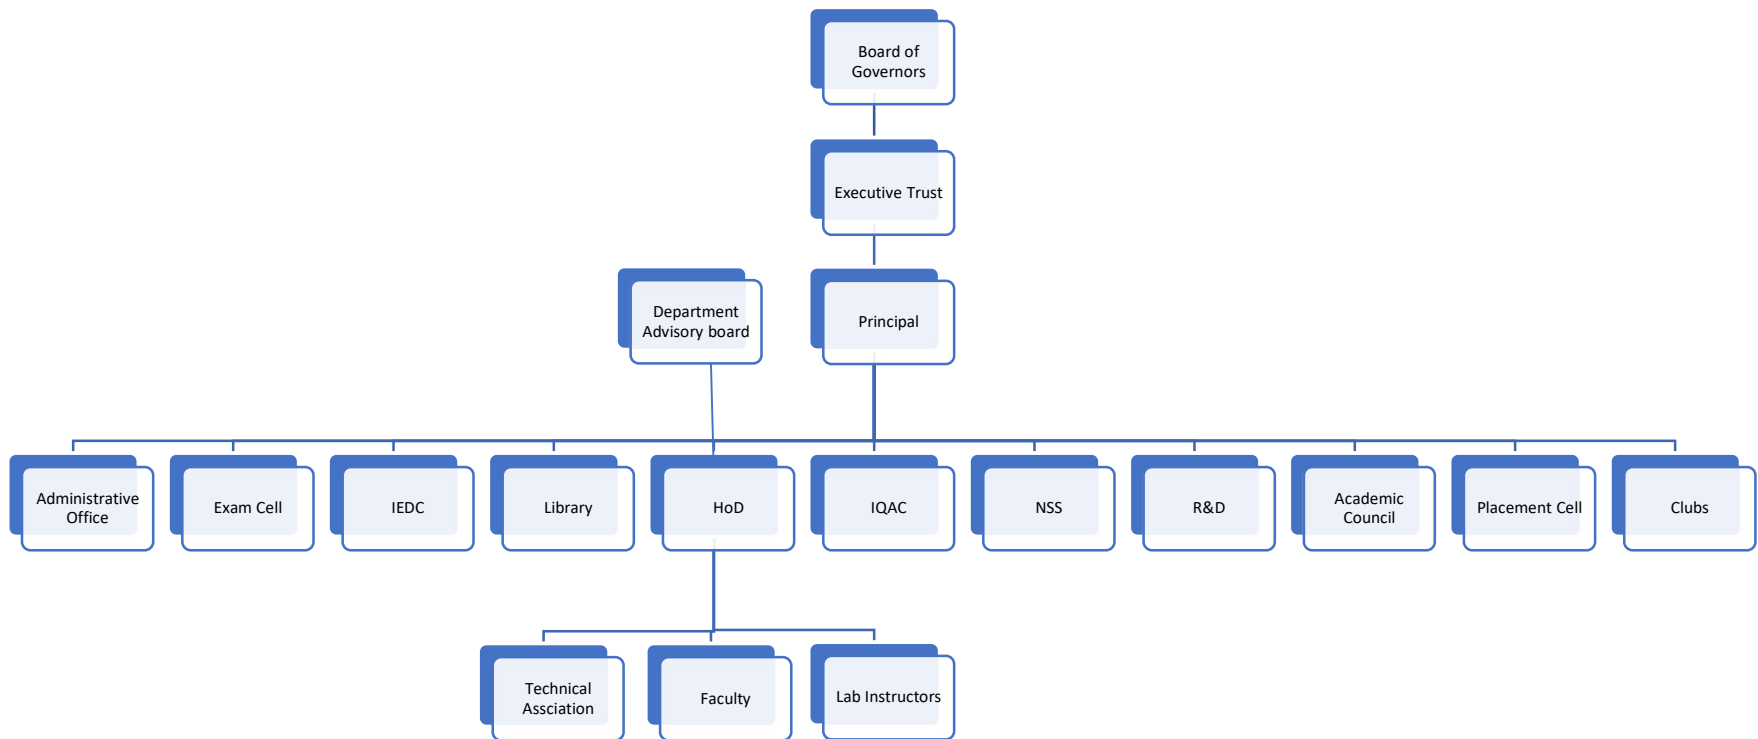 Board of
Governors
Executive Trust
Department
Advisory board
Principal
Administrative
Office
Exam Cell
IEDC
Library
HoD
IQAC
NSS
R&D
Academic
Council
Placement Cell
Clubs
Technical
Assciation
Faculty
Lab Instructors